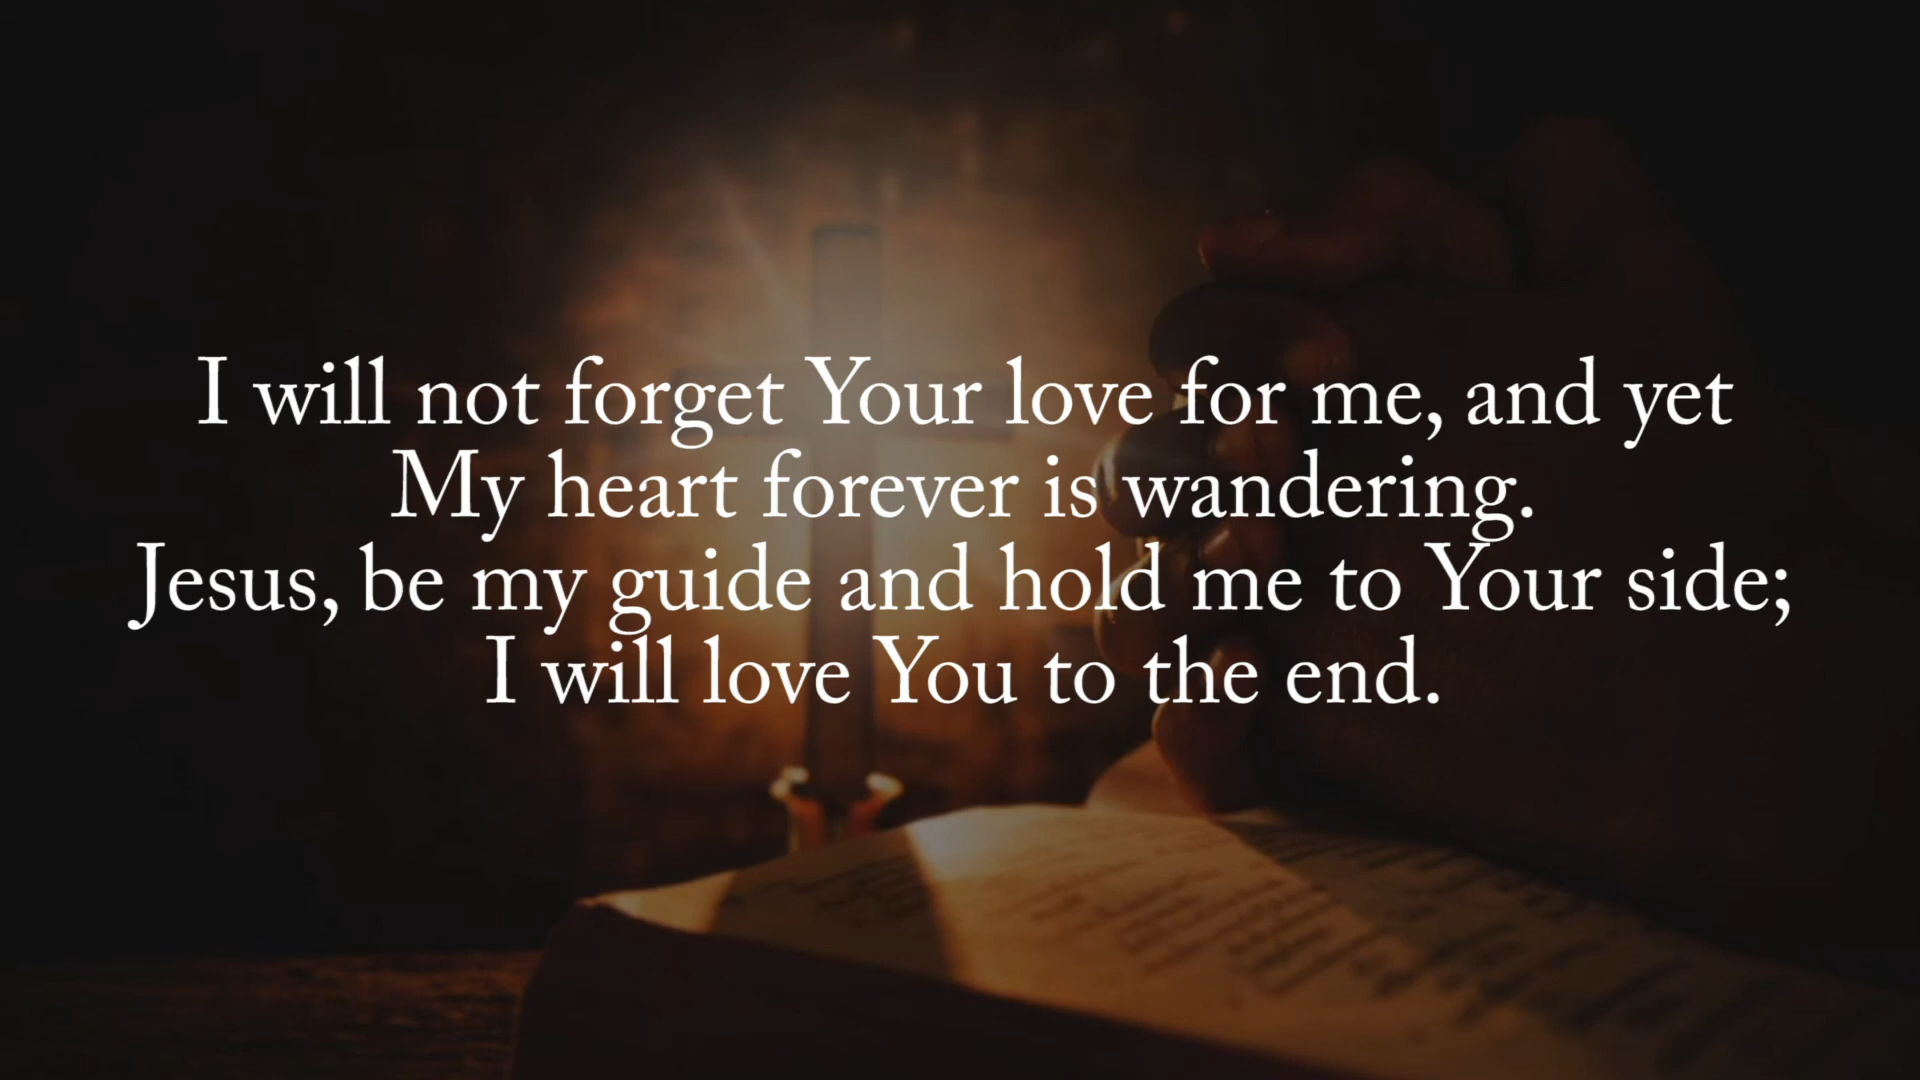 I will not forget Your love for me, and yet
My heart forever is wandering.
Jesus, be my guide and hold me to Your side;
I will love You to the end.